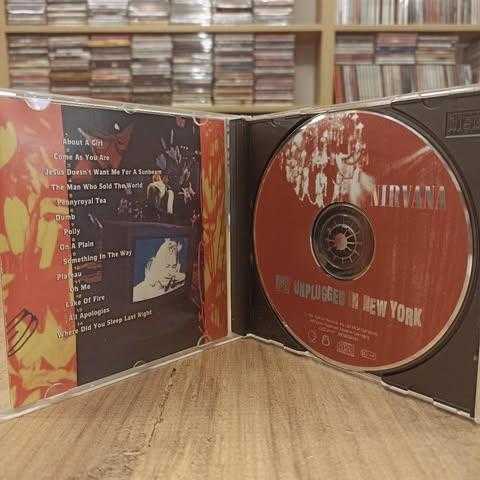 About A Girl
Come As You Are
Jesus Doesn't Want Me For A Sunbeam
The Man Who Sold The World
Pennyroyal Tea
Dumb
Polly
On A Plain
Something In The Way
Plateau
Oh Me
Lake Of Fire
All Apologies
Where Did You Sleep Last Night
NIRVANA
UNPLUGGED IN NEW YORK